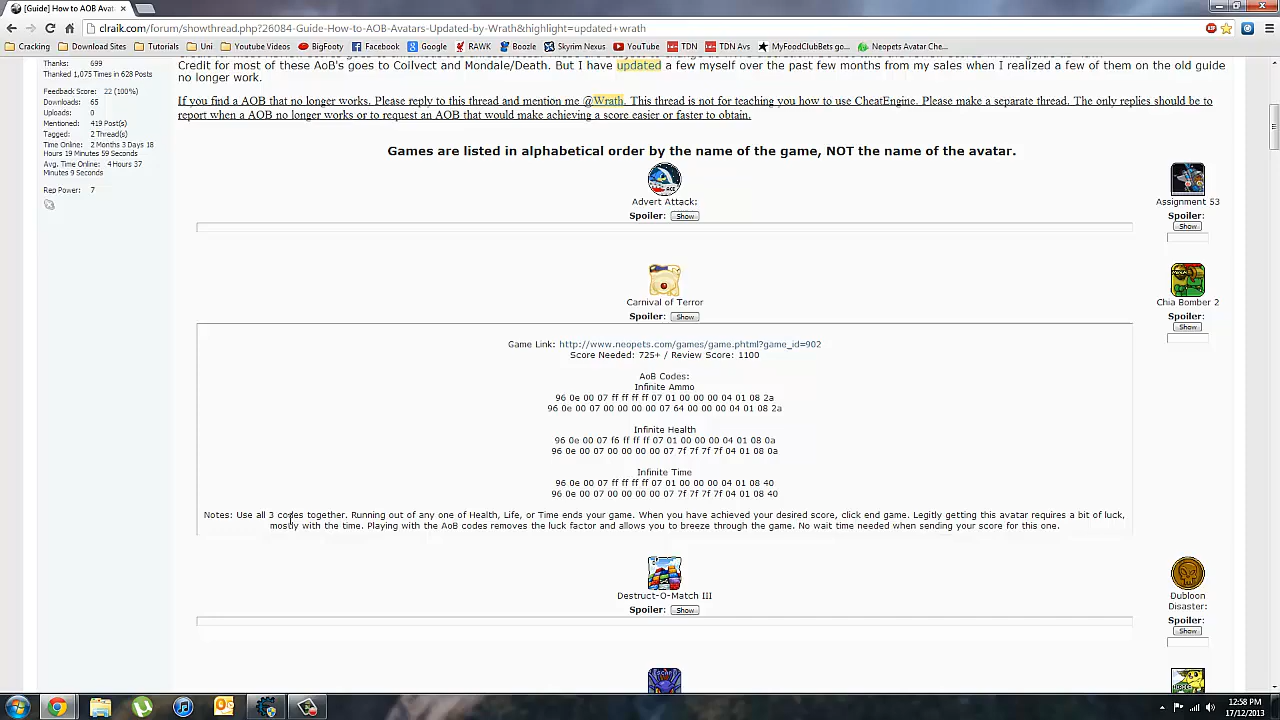 [Guide] How to AOB Avat
clraik.com/forum/showthread.php?26084-Guide-How-to-AOB-Avatars-Updated-by-Wrath&highlight=updated+wrath
Cracking Download Sites Tutorials Uni Youtube Videos BigFooty Facebook Google RAWK Boozle Skyrim Nexus YouTube TDN TDN Avs MyFoodClubBets go... Neopets Avatar Che...
Thanks: 699
Thanked 1,075 Times in 628 Posts
Feedback Score: 22 (100%)
Downloads: 65
Uploads: 0
Mentioned: 419 Post(s)
Tagged: 2 Thread(s)
Time Online: 2 Months 3 Days 18
Hours 19 Minutes 59 Seconds
Avg. Time Online: 4 Hours 37
Minutes 9 Seconds
Rep Power: 7
Credit for most of these AoB's goes to Collvect and Mondale/Death. But I have updated a few myself over the past few months from my sales when I realized a few of them on the old guide
no longer work.
If you find a AOB that no longer works. Please reply to this thread and mention me @Wrath. This thread is not for teaching you how to use CheatEngine. Please make a separate thread. The only replies should be to
report when a AOB no longer works or to request an AOB that would make achieving a score easier or faster to obtain.
Games are listed in alphabetical order by the name of the game, NOT the name of the avatar.
ACE
Advert Attack:
Spoiler: Show
Assignment 53
Spoiler:
Show
Carnival of Terror
Spoiler: Show
Chia Bomber 2
Spoiler:
Show
Game Link: http://www.neopets.com/games/game.phtml?game_id=902
Score Needed: 725+ / Review Score: 1100
AoB Codes:
Infinite Ammo
96 0e 00 07 ff ff ff ff 07 01 00 00 00 04 01 08 2a
96 0e 00 07 00 00 00 00 07 64 00 00 00 04 01 08 2a
Infinite Health
96 0e 00 07 f6 ff ff ff 07 01 00 00 00 04 01 08 0a
96 0e 00 07 00 00 00 00 07 7f 7f 7f 7f 04 01 08 0a
Infinite Time
96 0e 00 07 ff ff ff ff 07 01 00 00 00 04 01 08 40
96 0e 00 07 00 00 00 00 07 7f 7f 7f 7f 04 01 08 40
Notes: Use all 3 codes together. Running out of any one of Health, Life, or Time ends your game. When you have achieved your desired score, click end game. Legitly getting this avatar requires a bit of luck,
mostly with the time. Playing with the AoB codes removes the luck factor and allows you to breeze through the game. No wait time needed when sending your score for this one.
Destruct-O-Match III
Spoiler: Show
Dubloon
Disaster:
Spoiler:
Show
12:58 PM
17/12/2013